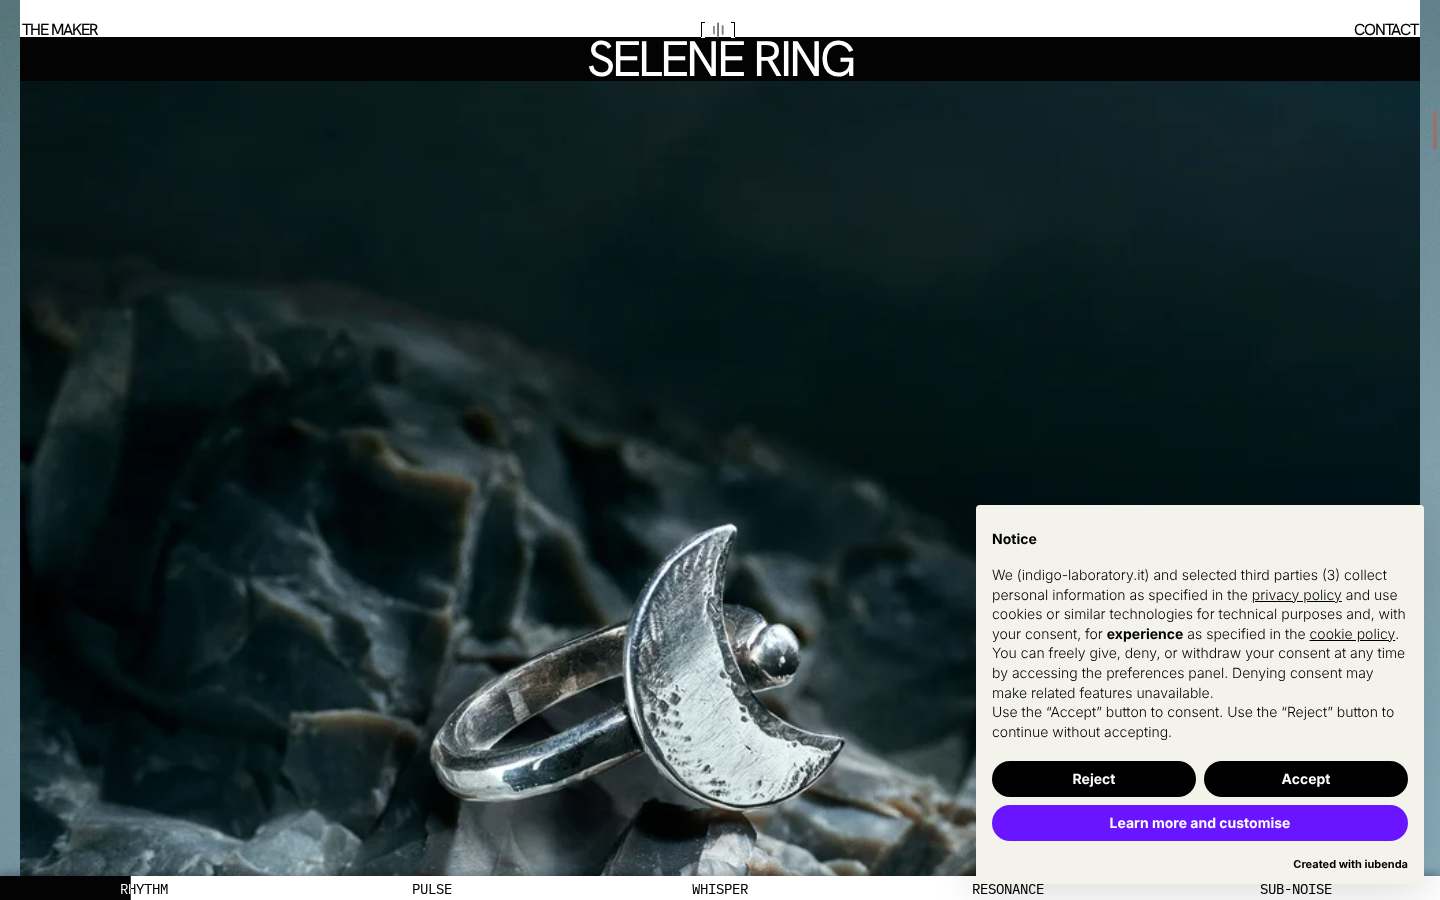 THE MAKER
CONTACT
SELENE RING
Notice
We (indigo-laboratory.it) and selected third parties (3) collect
personal information as specified in the privacy policy and use
cookies or similar technologies for technical purposes and, with
your consent, for experience as specified in the cookie policy.
You can freely give, deny, or withdraw your consent at any time
by accessing the preferences panel. Denying consent may
make related features unavailable.
Use the “Accept” button to consent. Use the “Reject” button to
continue without accepting.
Reject Accept
Learn more and customise
Created with iubenda
RHYTHM PULSE WHISPER RESONANCE SUB-NOISE